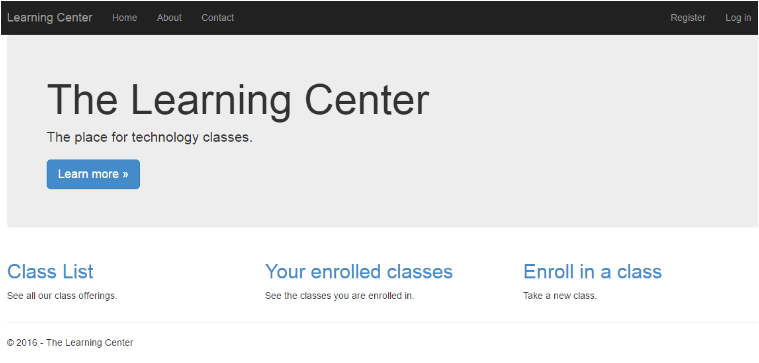 Learning Center Home About Contact Register Log in
The Learning Center
The place for technology classes.
Learn more »
Class List
See all our class offerings.
Your enrolled classes
See the classes you are enrolled in.
Enroll in a class
Take a new class.
© 2016 - The Learning Center